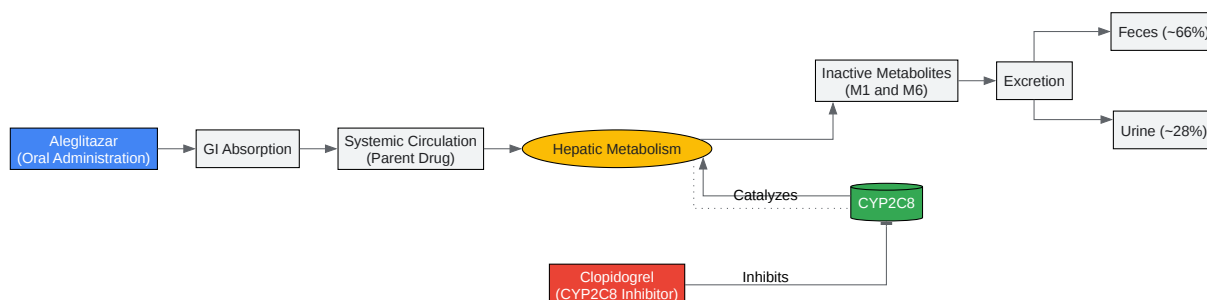 Aleglitazar
(Oral Administration)
GI Absorption
Systemic Circulation
(Parent Drug)
Hepatic Metabolism
Inactive Metabolites
(M1 and M6)
Excretion
Feces (~66%)
Urine (~28%)
Catalyzes
CYP2C8
Clopidogrel
(CYP2C8 Inhibitor)
Inhibits